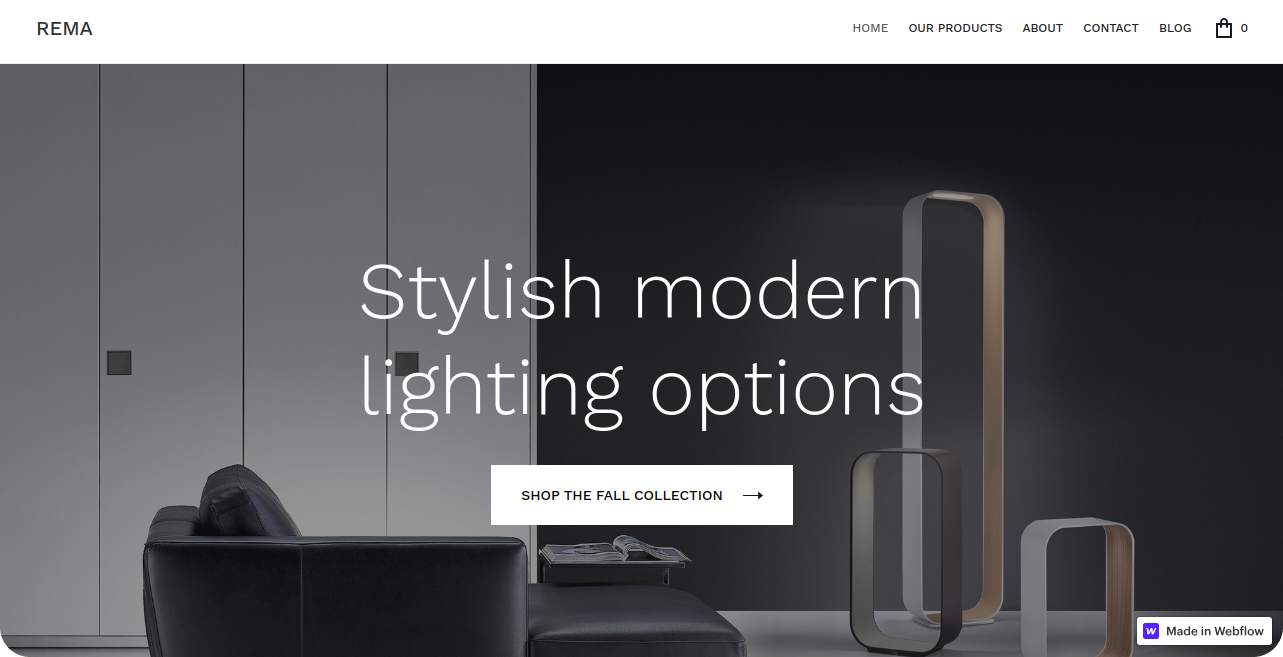 REMA
HOME OUR PRODUCTS ABOUT CONTACT BLOG 0
Stylish modern
lighting options
SHOP THE FALL COLLECTION
Made in Webflow